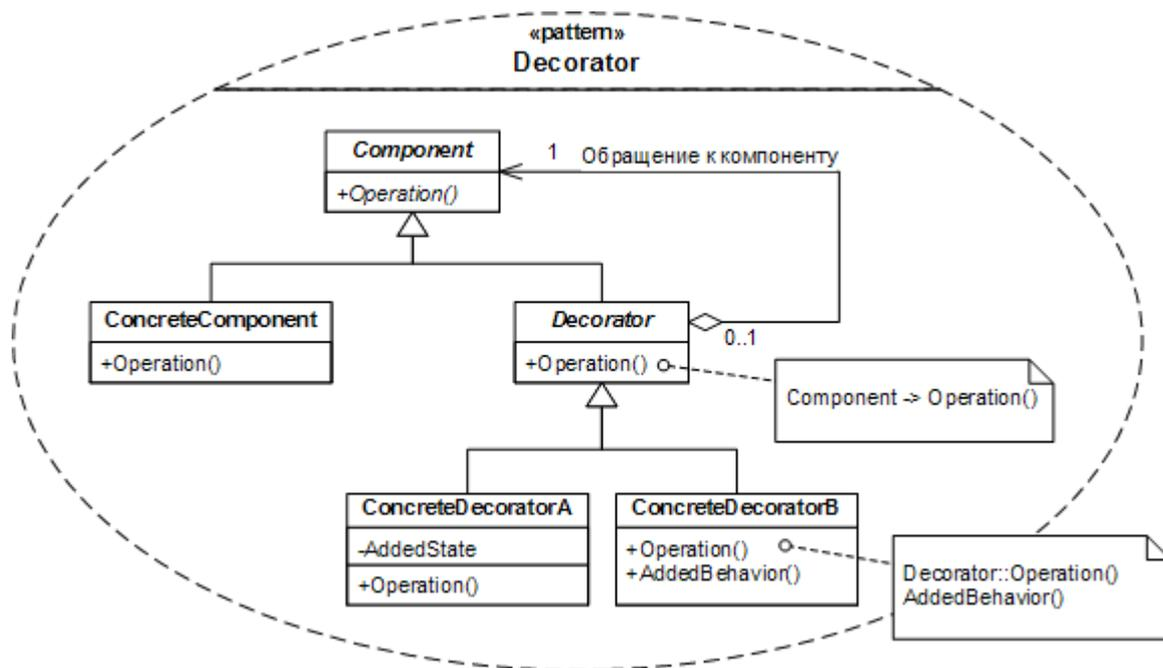 «pattern»
Decorator
Component
1 Обращение к компоненту
+Operation()
ConcreteComponent
+Operation()
Decorator
0..1
+Operation()
Component -> Operation()
ConcreteDecoratorA
-AddedState
+Operation()
ConcreteDecoratorB
+Operation()
+AddedBehavior()
Decorator::Operation()
AddedBehavior()